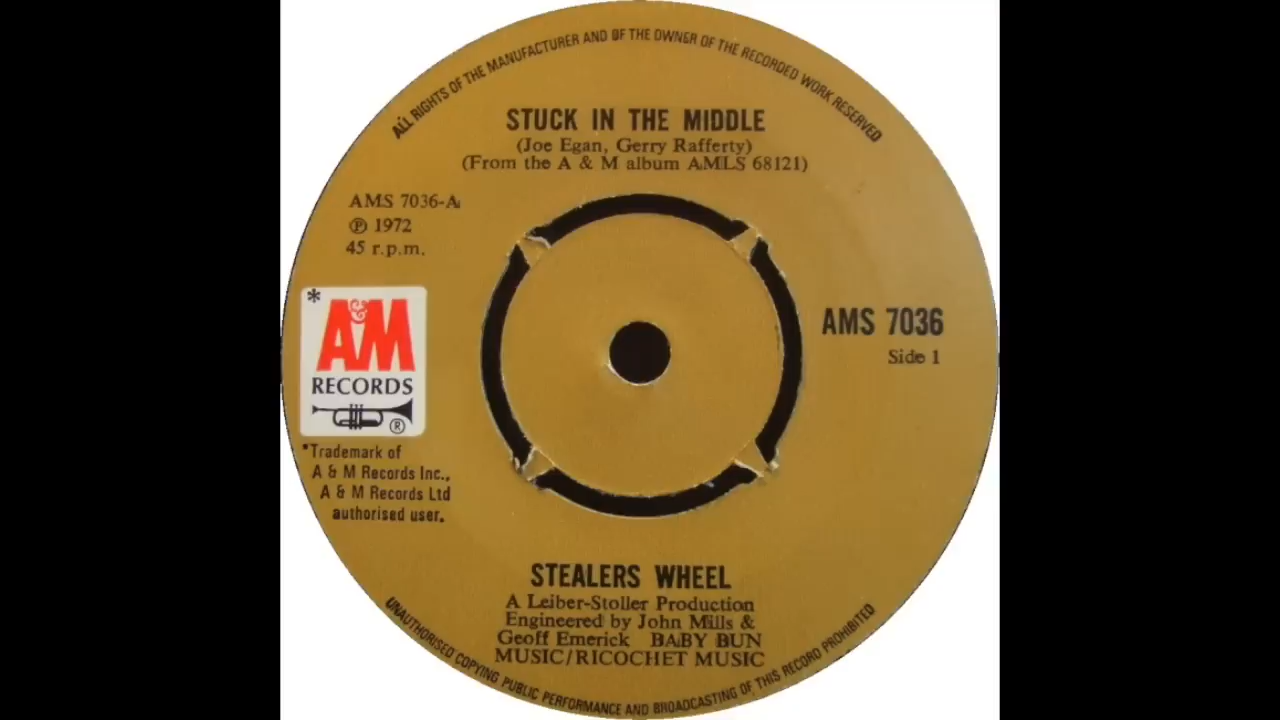 ALL RIGHTS OF THE MANUFACTURER AND OF THE OWNER OF THE RECORDED WORK RESERVED
STUCK IN THE MIDDLE
(Joe Egan, Gerry Rafferty)
(From the A & M album AMLS 68121)
AMS 7036-A
℗ 1972
45 r.p.m.
*
A&M
RECORDS
®
AMS 7036
Side 1
*Trademark of
A & M Records Inc.,
A & M Records Ltd
authorised user.
STEALERS WHEEL
A Leiber-Stoller Production
Engineered by John Mills &
Geoff Emerick BABY BUN
MUSIC/RICOCHET MUSIC
UNAUTHORISED COPYING PUBLIC PERFORMANCE AND BROADCASTING OF THIS RECORD PROHIBITED